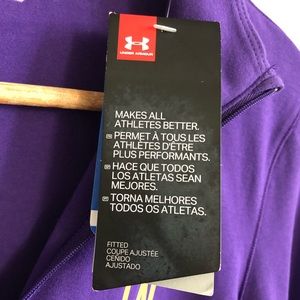 UNDER ARMOUR
MAKES ALL
ATHLETES BETTER.
PERMET À TOUS LES
ATHLÈTES D'ÊTRE
PLUS PERFORMANTS.
HACE QUE TODOS
LOS ATLETAS SEAN
MEJORES.
TORNA MELHORES
TODOS OS ATLETAS.
FITTED
COUPE AJUSTÉE
CEÑIDO
AJUSTADO